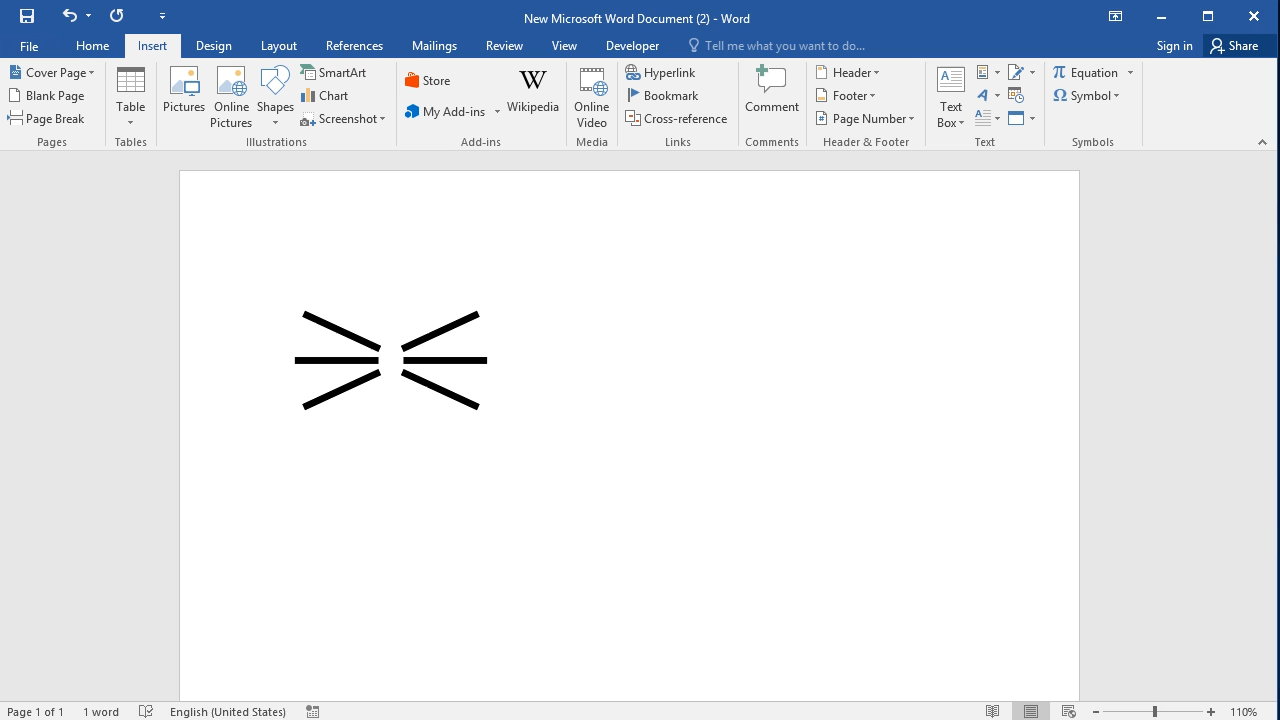 New Microsoft Word Document (2) - Word
File Home Insert Design Layout References Mailings Review View Developer Tell me what you want to do... Sign in Share
Cover Page
Blank Page
Page Break
Pages
Table
Tables
Pictures
Online
Pictures
Shapes
SmartArt
Chart
Screenshot
Illustrations
Store
My Add-ins
W
Wikipedia
Add-ins
Online
Video
Media
Hyperlink
Bookmark
Cross-reference
Links
Comment
Comments
Header
Footer
Page Number
Header & Footer
Text
Box
Text
Equation
Symbol
Symbols
Page 1 of 1 1 word English (United States) 110%